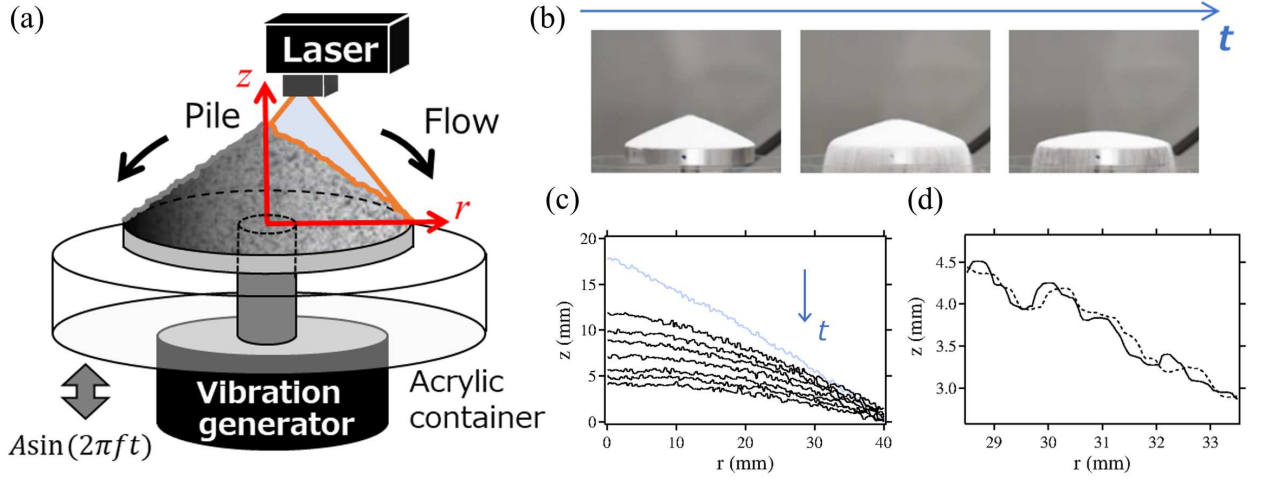 (a)
Laser
z
Pile
Flow
r
Vibration
generator
Acrylic
container
Asin(2πft)
(b)
t
(c)
20
15
10
5
0
z (mm)
t
0
10
20
30
40
r (mm)
(d)
4.5
4.0
3.5
3.0
z (mm)
29
30
31
32
33
r (mm)